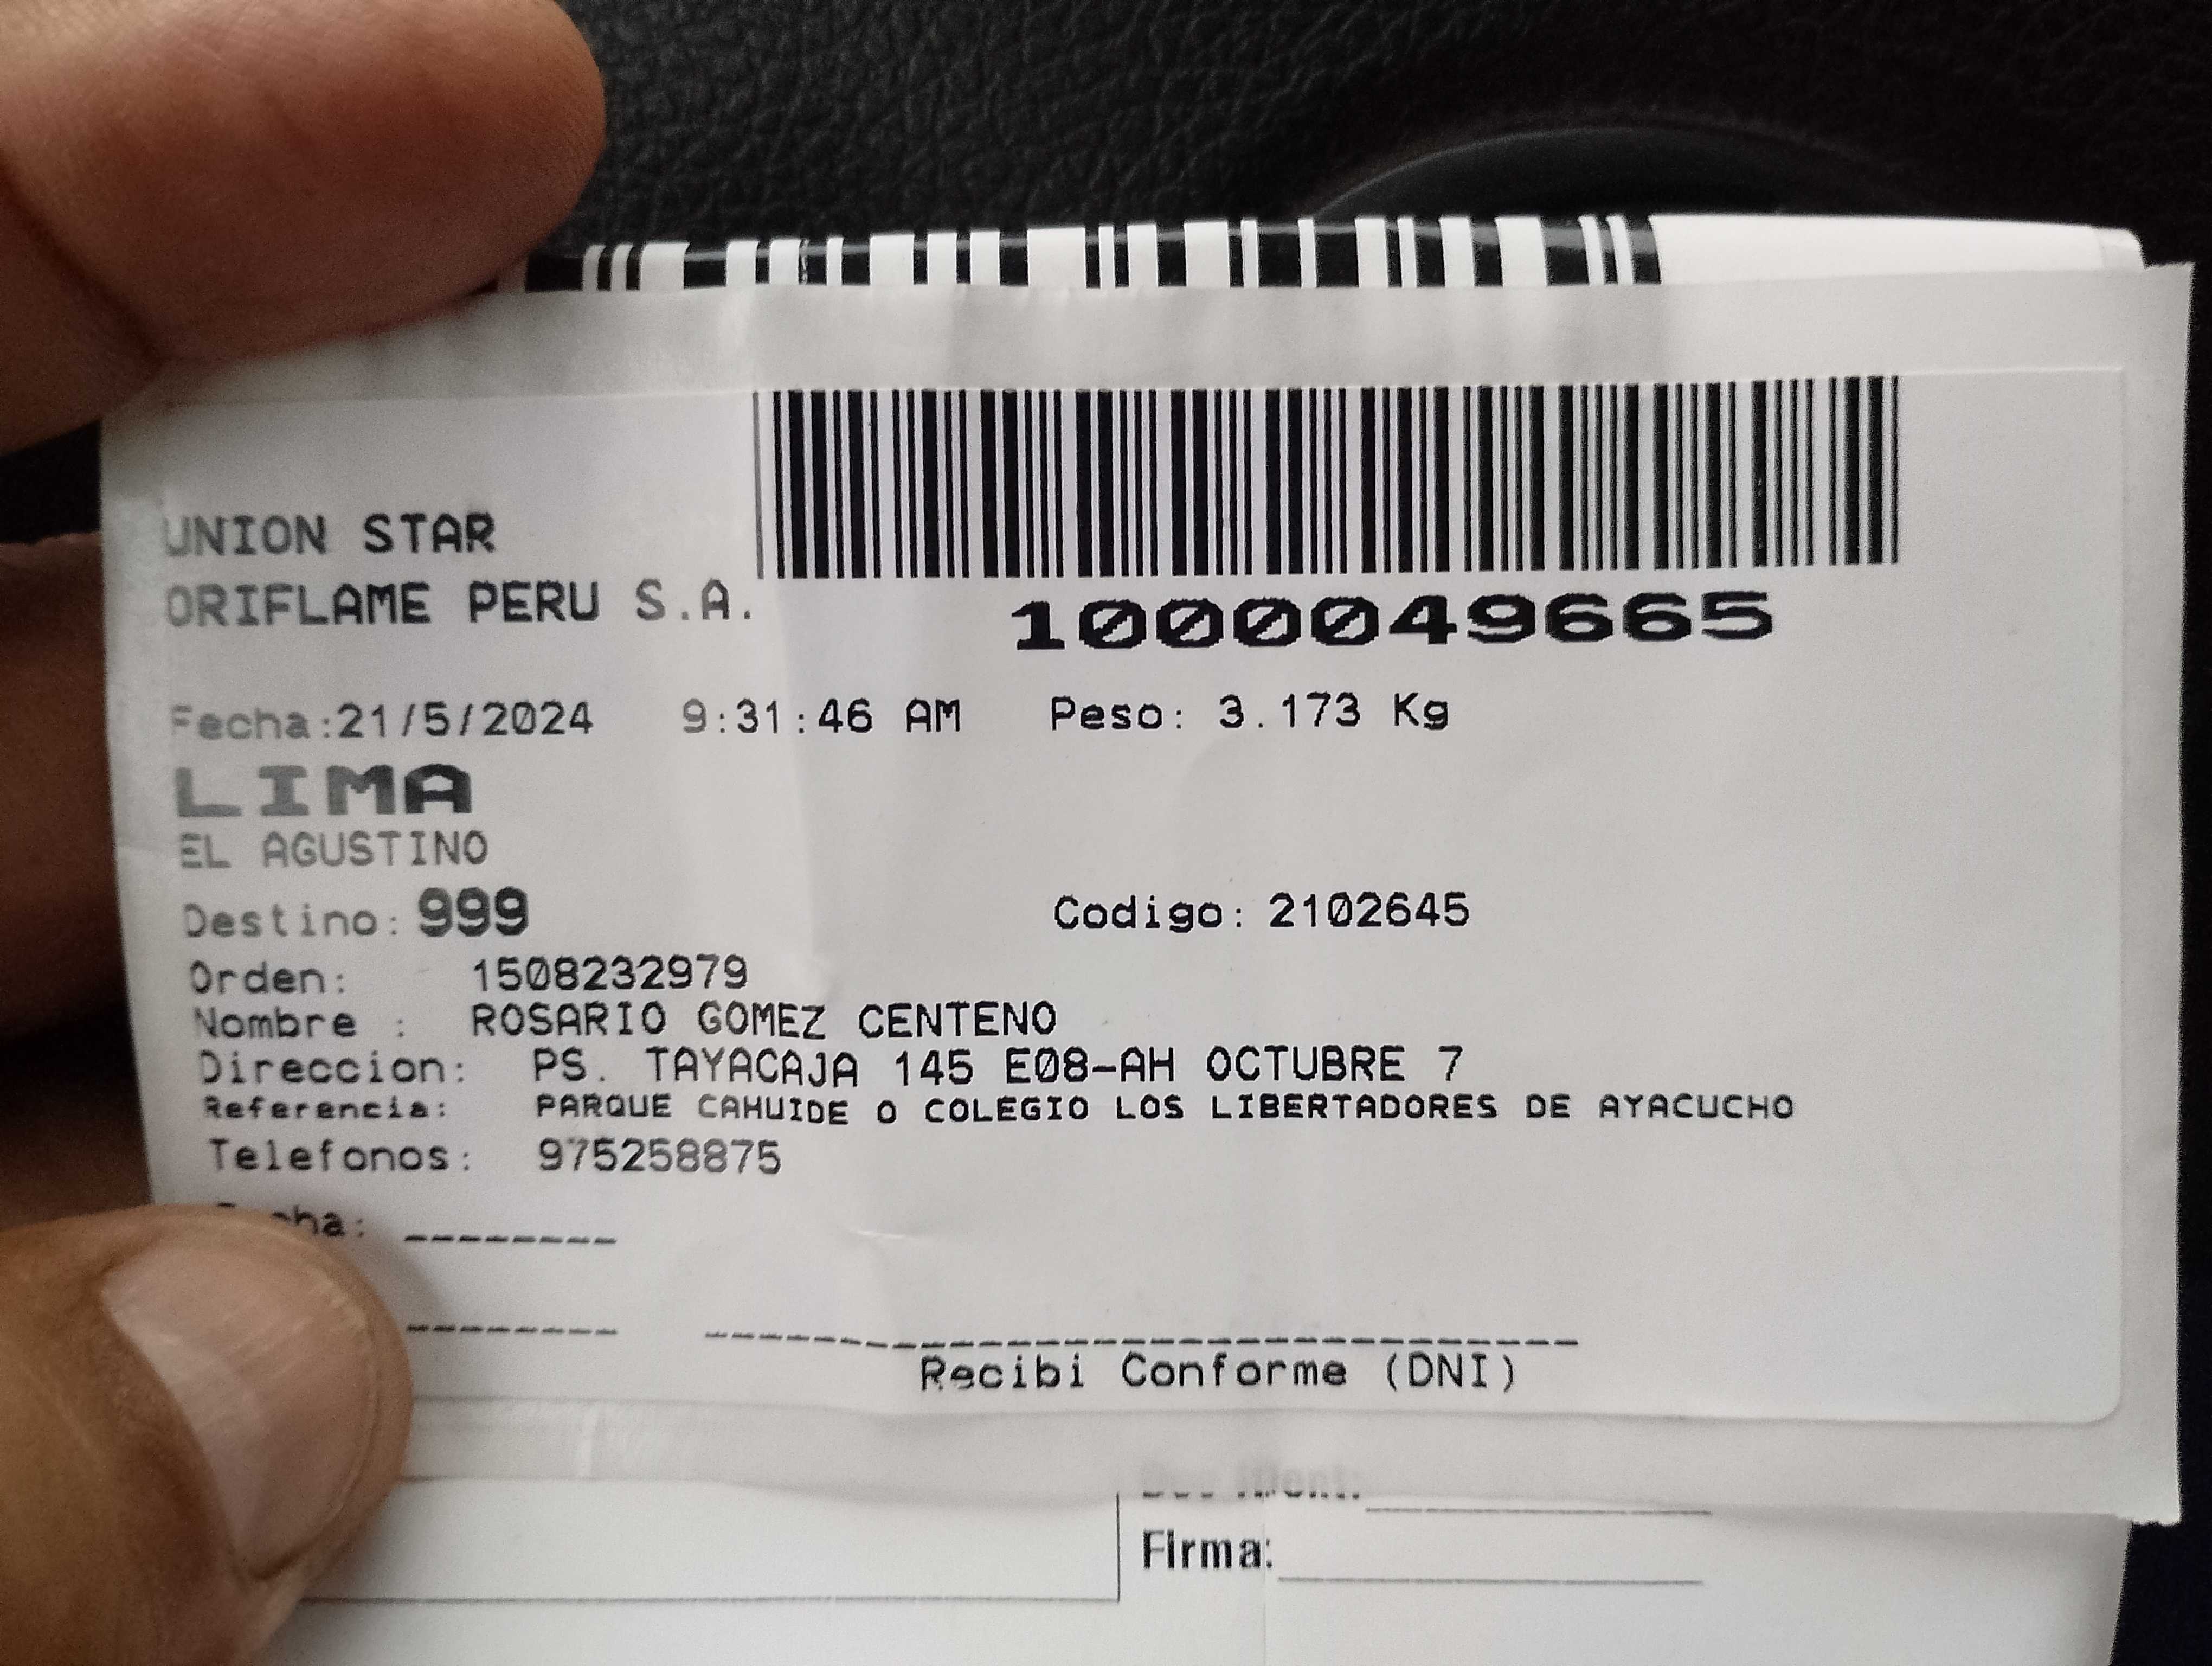 UNION STAR
ORIFLAME PERU S.A.
1000049665
Fecha:21/5/2024 9:31:46 AM Peso: 3.173 Kg
LIMA
EL AGUSTINO
Destino: 999 Codigo: 2102645
Orden: 1508232979
Nombre : ROSARIO GOMEZ CENTENO
Direccion: PS. TAYACAJA 145 E08-AH OCTUBRE 7
Referencia: PARQUE CAHUIDE O COLEGIO LOS LIBERTADORES DE AYACUCHO
Telefonos: 975258875
Recibi Conforme (DNI)
Firma: